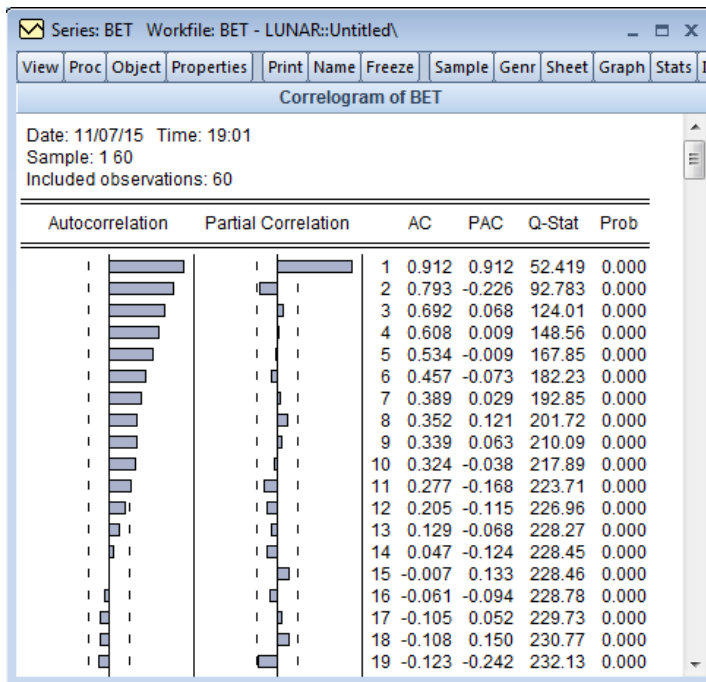 Series: BET Workfile: BET - LUNAR::Untitled\
View Proc Object Properties Print Name Freeze Sample Genr Sheet Graph Stats
Correlogram of BET
Date: 11/07/15 Time: 19:01
Sample: 1 60
Included observations: 60
Autocorrelation Partial Correlation AC PAC Q-Stat Prob
1 0.912 0.912 52.419 0.000
2 0.793 -0.226 92.783 0.000
3 0.692 0.068 124.01 0.000
4 0.608 0.009 148.56 0.000
5 0.534 -0.009 167.85 0.000
6 0.457 -0.073 182.23 0.000
7 0.389 0.029 192.85 0.000
8 0.352 0.121 201.72 0.000
9 0.339 0.063 210.09 0.000
10 0.324 -0.038 217.89 0.000
11 0.277 -0.168 223.71 0.000
12 0.205 -0.115 226.96 0.000
13 0.129 -0.068 228.27 0.000
14 0.047 -0.124 228.45 0.000
15 -0.007 0.133 228.46 0.000
16 -0.061 -0.094 228.78 0.000
17 -0.105 0.052 229.73 0.000
18 -0.108 0.150 230.77 0.000
19 -0.123 -0.242 232.13 0.000